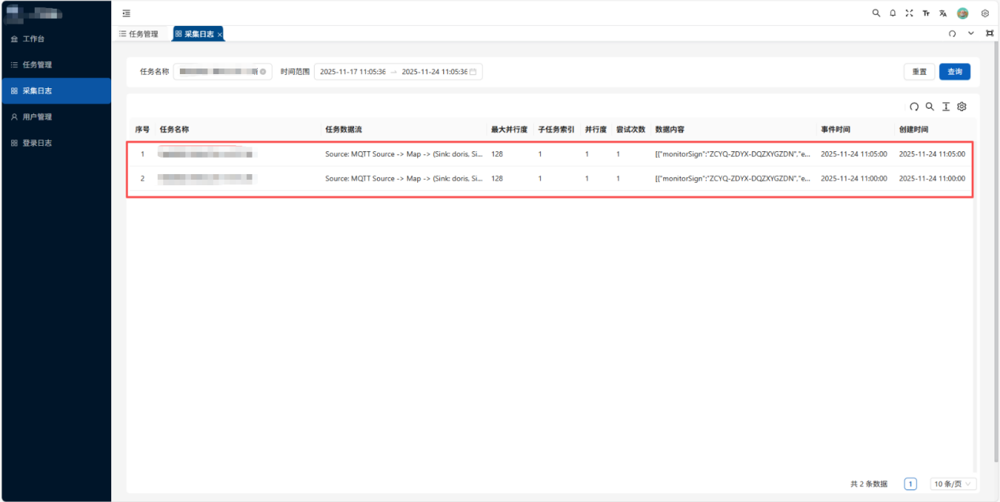 工作台
任务管理
采集日志
用户管理
登录日志
任务管理 采集日志
任务名称 时间范围 2025-11-17 11:05:36 → 2025-11-24 11:05:36 重置 查询
序号 任务名称 任务数据流 最大并行度 子任务索引 并行度 尝试次数 数据内容 事件时间 创建时间
1 Source: MQTT Source -> Map -> (Sink: doris, Si... 128 1 1 1 [{"monitorSign":"ZCYQ-ZDYX-DQZXYGZDN","e... 2025-11-24 11:05:00 2025-11-24 11:05:00
2 Source: MQTT Source -> Map -> (Sink: doris, Si... 128 1 1 1 [{"monitorSign":"ZCYQ-ZDYX-DQZXYGZDN","e... 2025-11-24 11:00:00 2025-11-24 11:00:00
共 2 条数据 1 10 条/页